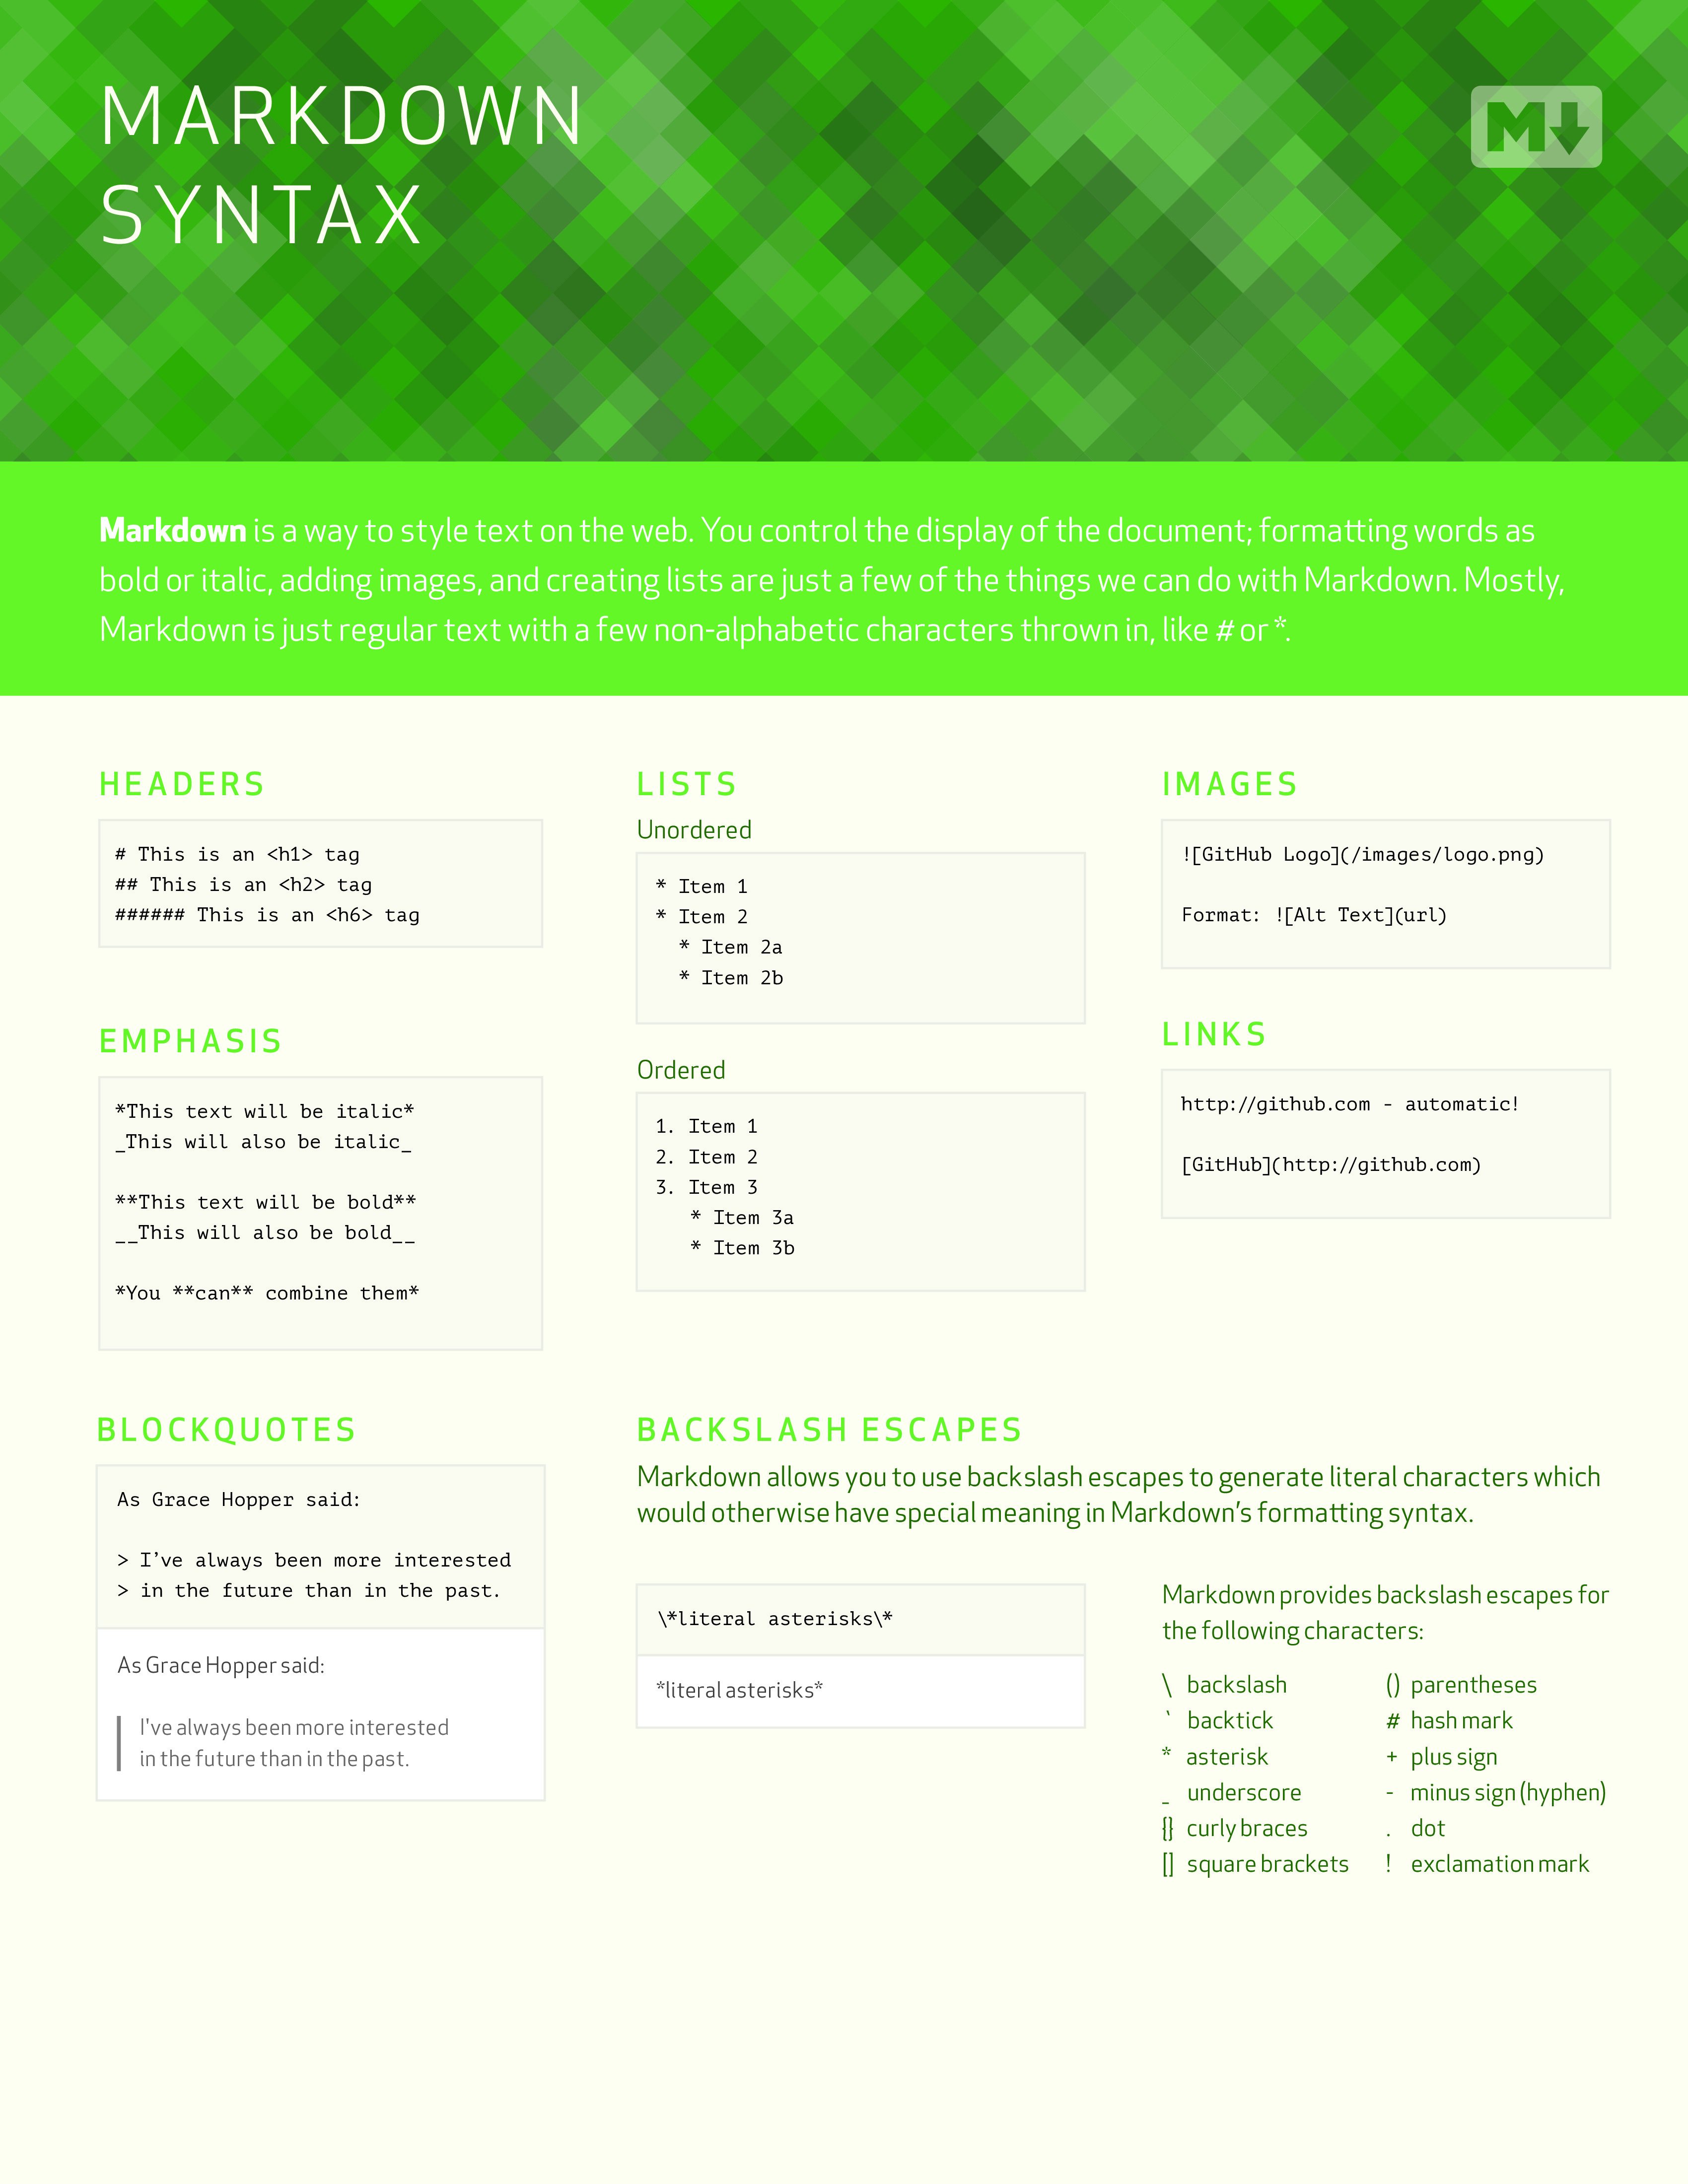 MARKDOWN
SYNTAX
M
Markdown is a way to style text on the web. You control the display of the document; formatting words as
bold or italic, adding images, and creating lists are just a few of the things we can do with Markdown. Mostly,
Markdown is just regular text with a few non-alphabetic characters thrown in, like # or *.
HEADERS
# This is an <h1> tag
## This is an <h2> tag
###### This is an <h6> tag
EMPHASIS
*This text will be italic*
_This will also be italic_
**This text will be bold**
__This will also be bold__
*You **can** combine them*
LISTS
Unordered
* Item 1
* Item 2
  * Item 2a
  * Item 2b
Ordered
1. Item 1
2. Item 2
3. Item 3
   * Item 3a
   * Item 3b
IMAGES
![GitHub Logo](/images/logo.png)
Format: ![Alt Text](url)
LINKS
http://github.com - automatic!
[GitHub](http://github.com)
BLOCKQUOTES
As Grace Hopper said:
> I’ve always been more interested
> in the future than in the past.
As Grace Hopper said:
I've always been more interested
in the future than in the past.
BACKSLASH ESCAPES
Markdown allows you to use backslash escapes to generate literal characters which
would otherwise have special meaning in Markdown’s formatting syntax.
\*literal asterisks\*
*literal asterisks*
Markdown provides backslash escapes for
the following characters:
\ backslash
` backtick
* asterisk
_ underscore
{} curly braces
[] square brackets
() parentheses
# hash mark
+ plus sign
- minus sign (hyphen)
. dot
! exclamation mark